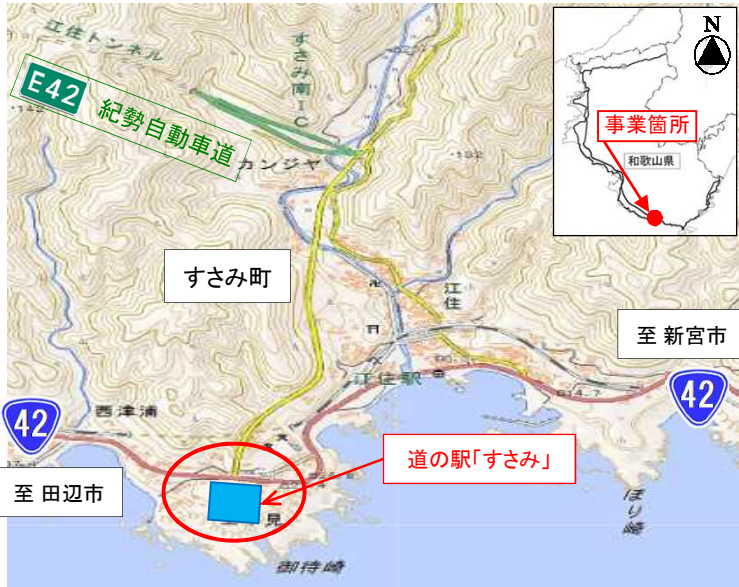 江住トンネル
すさみ南IC
E42
紀勢自動車道
N
事業箇所
和歌山県
カンジヤ
・182
すさみ町
江住
至 新宮市
42
江住駅
42
西津浦
道の駅「すさみ」
至 田辺市
見
ほり崎
御待崎